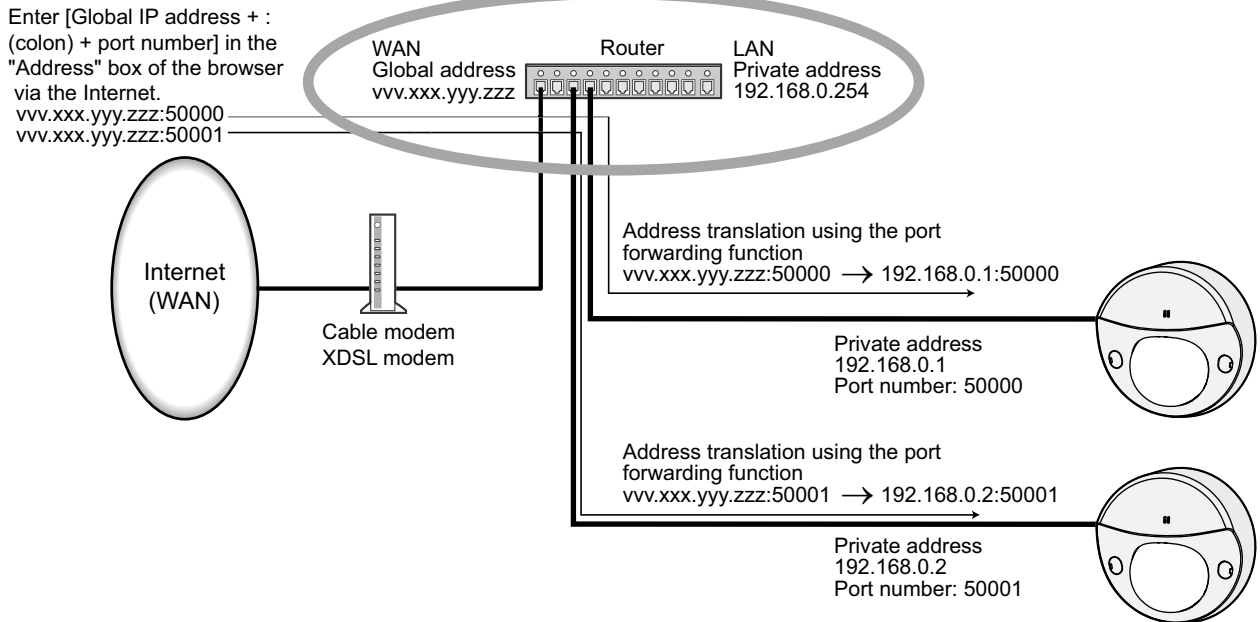 Enter [Global IP address + :
(colon) + port number] in the
"Address" box of the browser
via the Internet.
vvv.xxx.yyy.zzz:50000
vvv.xxx.yyy.zzz:50001
WAN
Global address
vvv.xxx.yyy.zzz
Router
LAN
Private address
192.168.0.254
Internet
(WAN)
Cable modem
XDSL modem
Address translation using the port
forwarding function
vvv.xxx.yyy.zzz:50000 → 192.168.0.1:50000
Private address
192.168.0.1
Port number: 50000
Address translation using the port
forwarding function
vvv.xxx.yyy.zzz:50001 → 192.168.0.2:50001
Private address
192.168.0.2
Port number: 50001